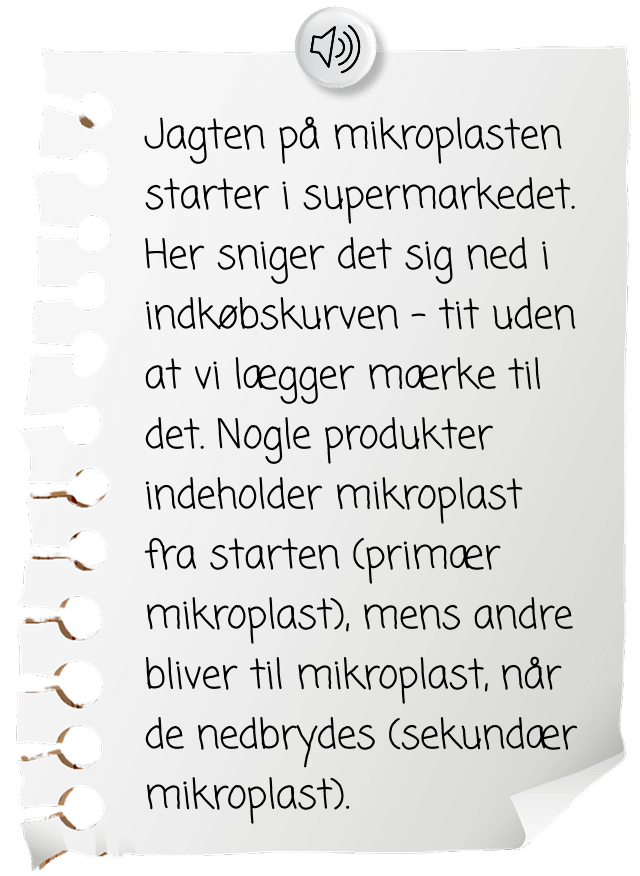 Jagten på mikroplasten
starter i supermarkedet.
Her sniger det sig ned i
indkøbskurven - tit uden
at vi lægger mærke til
det. Nogle produkter
indeholder mikroplast
fra starten (primær
mikroplast), mens andre
bliver til mikroplast, når
de nedbrydes (sekundær
mikroplast).